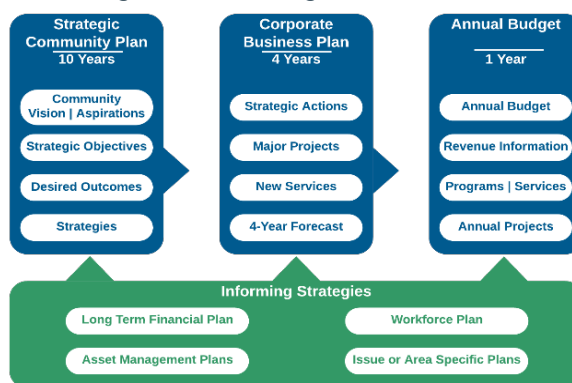 Strategic
Community Plan
10 Years
Community
Vision | Aspirations
Strategic Objectives
Desired Outcomes
Strategies
Corporate
Business Plan
4 Years
Strategic Actions
Major Projects
New Services
4-Year Forecast
Annual Budget
1 Year
Annual Budget
Revenue Information
Programs | Services
Annual Projects
Informing Strategies
Long Term Financial Plan
Workforce Plan
Asset Management Plans
Issue or Area Specific Plans